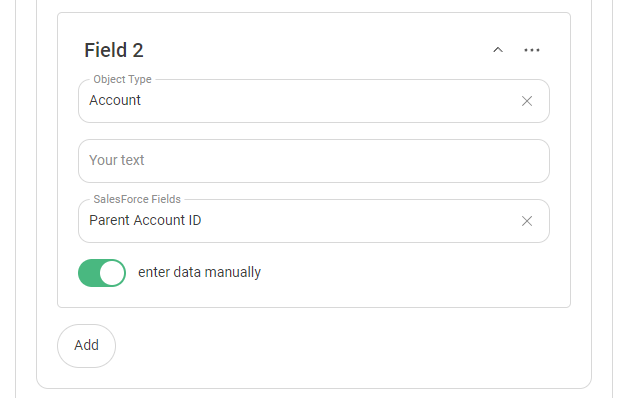 Field 2
Object Type
Account
Your text
SalesForce Fields
Parent Account ID
enter data manually
Add